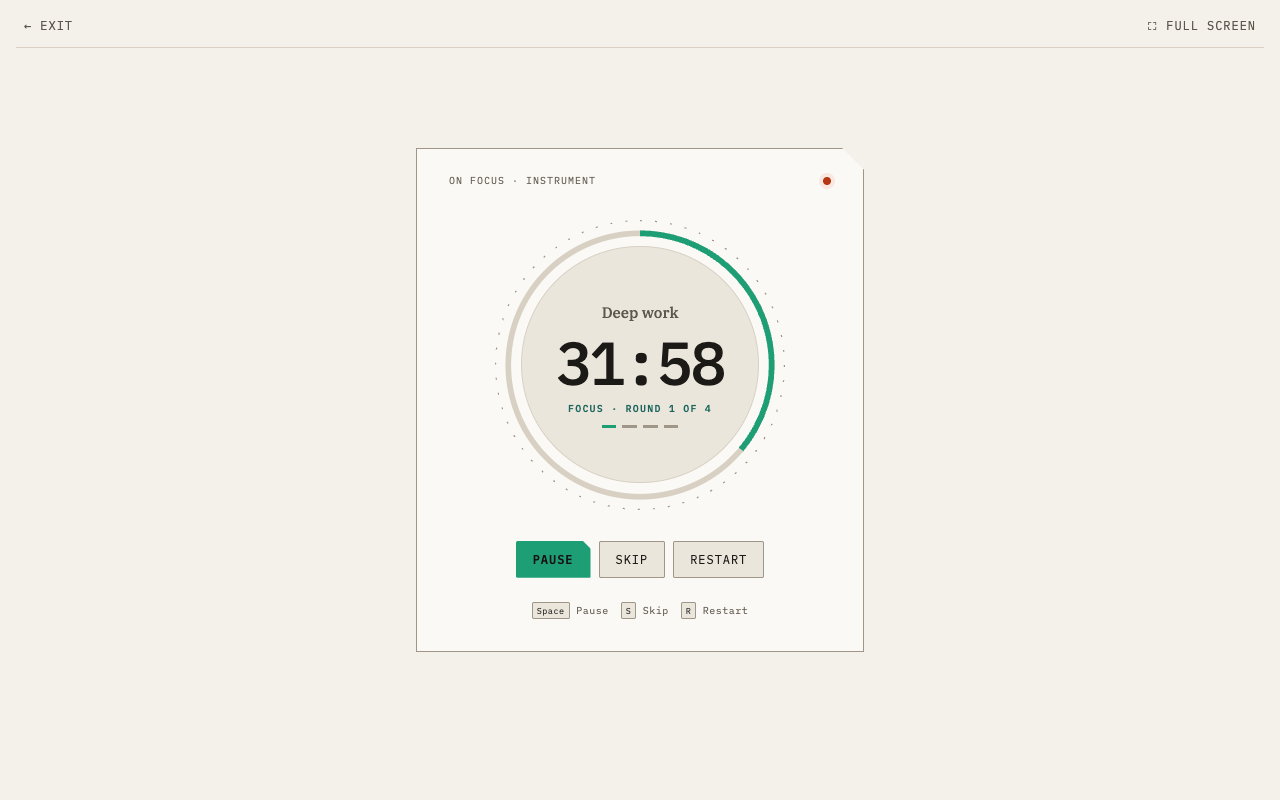 ← EXIT
⛶ FULL SCREEN
ON FOCUS · INSTRUMENT
Deep work
31:58
FOCUS · ROUND 1 OF 4
PAUSE SKIP RESTART
Space Pause S Skip R Restart